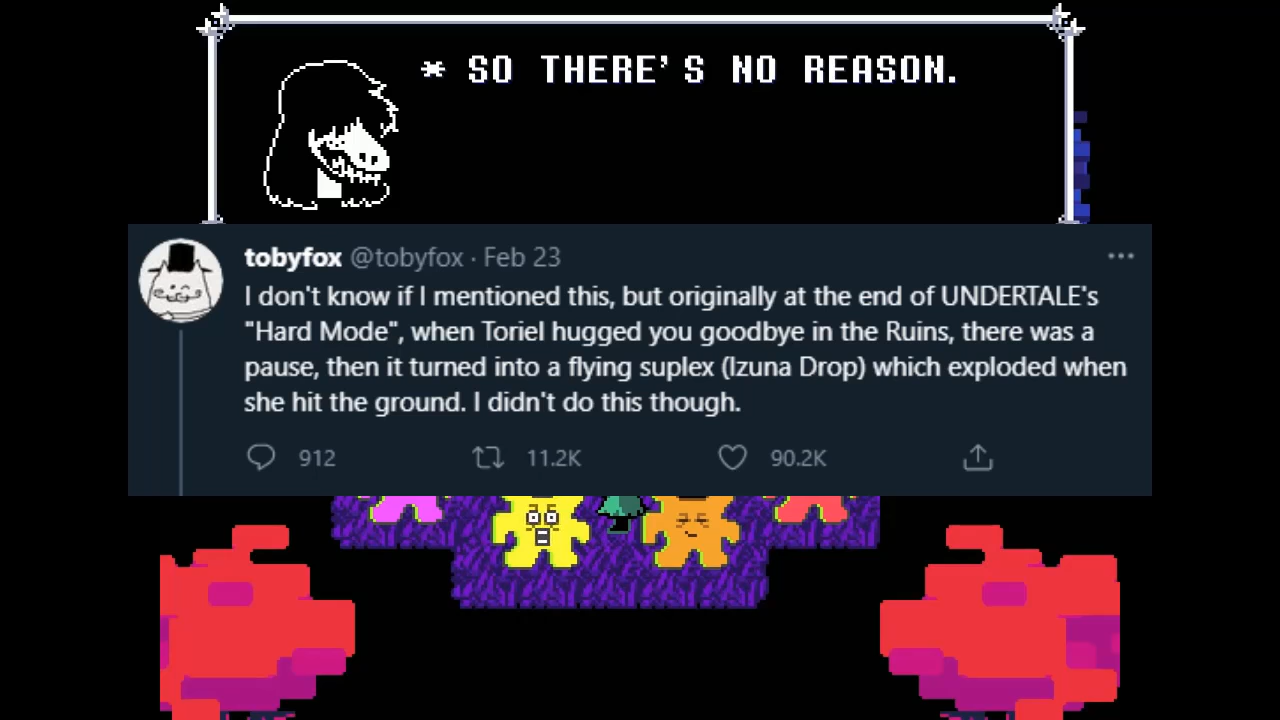 * SO THERE'S NO REASON.
tobyfox @tobyfox · Feb 23
I don't know if I mentioned this, but originally at the end of UNDERTALE's
"Hard Mode", when Toriel hugged you goodbye in the Ruins, there was a
pause, then it turned into a flying suplex (Izuna Drop) which exploded when
she hit the ground. I didn't do this though.
912 11.2K 90.2K